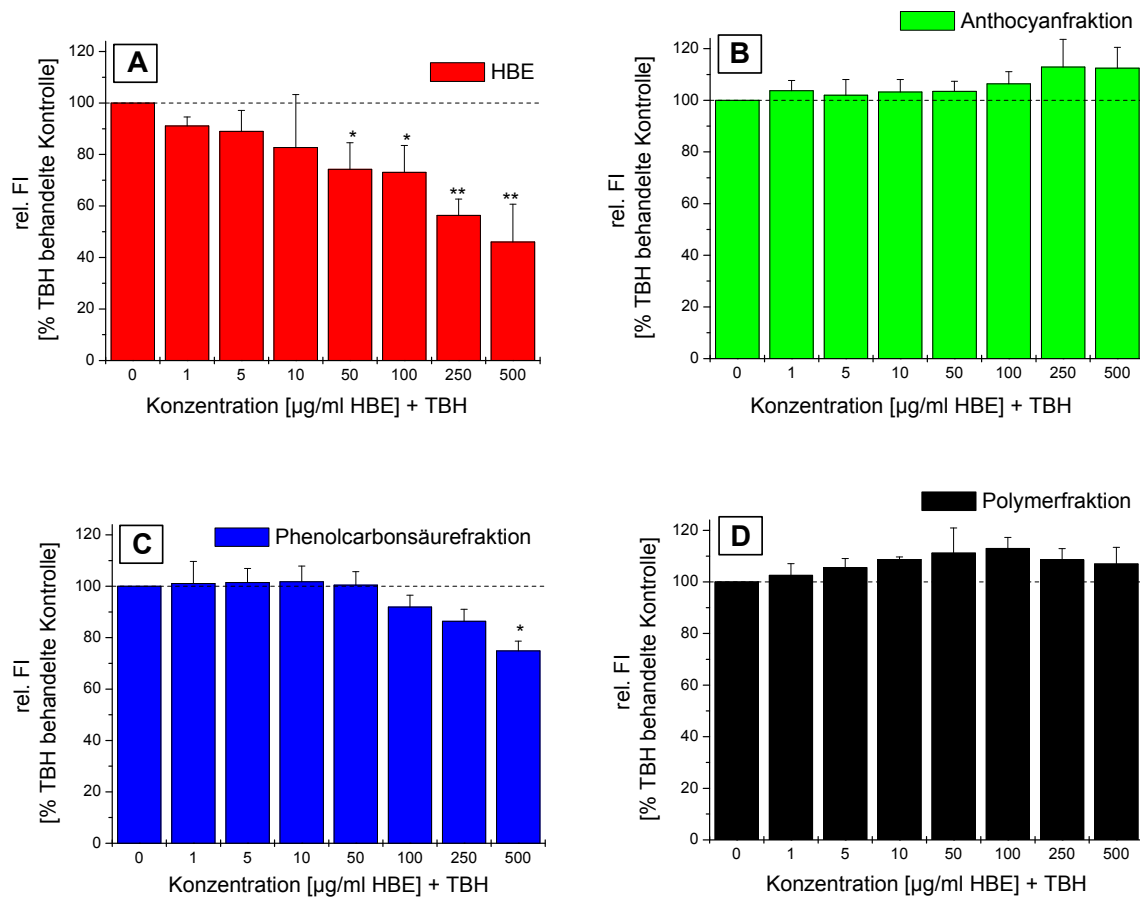 A
HBE
120
100
80
60
40
20
0
rel. FI
[% TBH behandelte Kontrolle]
* * ** **
0 1 5 10 50 100 250 500
Konzentration [µg/ml HBE] + TBH
B
Anthocyanfraktion
120
100
80
60
40
20
0
rel. FI
[% TBH behandelte Kontrolle]
0 1 5 10 50 100 250 500
Konzentration [µg/ml HBE] + TBH
C
Phenolcarbonsäurefraktion
120
100
80
60
40
20
0
rel. FI
[% TBH behandelte Kontrolle]
*
0 1 5 10 50 100 250 500
Konzentration [µg/ml HBE] + TBH
D
Polymerfraktion
120
100
80
60
40
20
0
rel. FI
[% TBH behandelte Kontrolle]
0 1 5 10 50 100 250 500
Konzentration [µg/ml HBE] + TBH